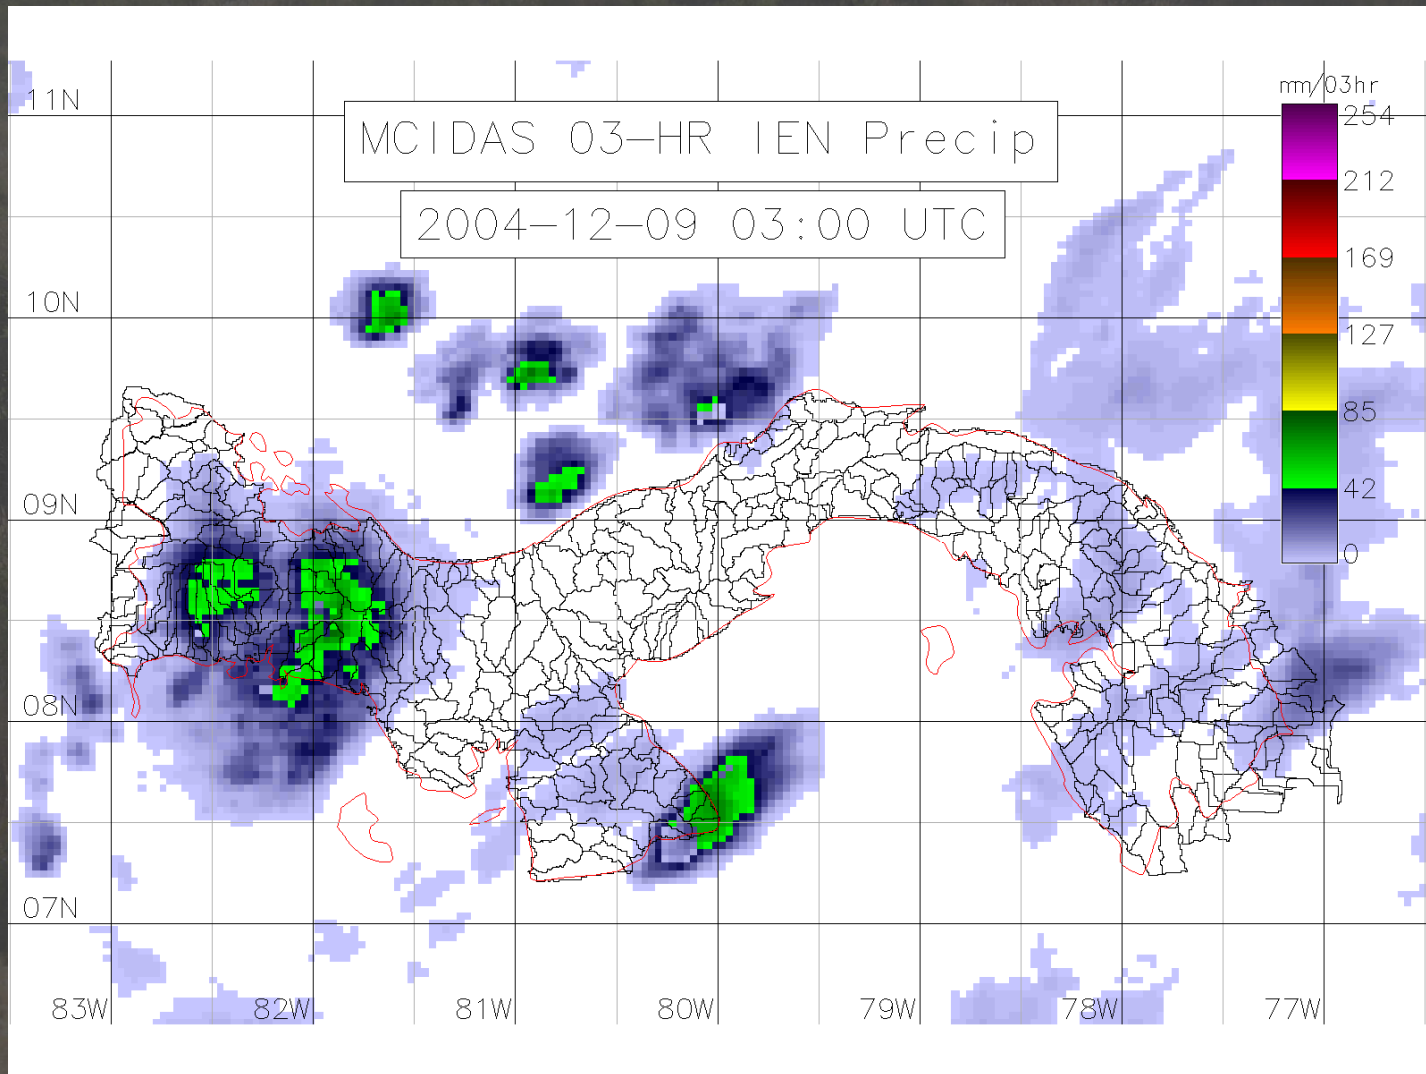 mm/03hr
11N
254
MCIDAS 03-HR IEN Precip
212
2004-12-09 03:00 UTC
169
10N
127
85
42
09N
0
08N
07N
83W 82W 81W 80W 79W 78W 77W